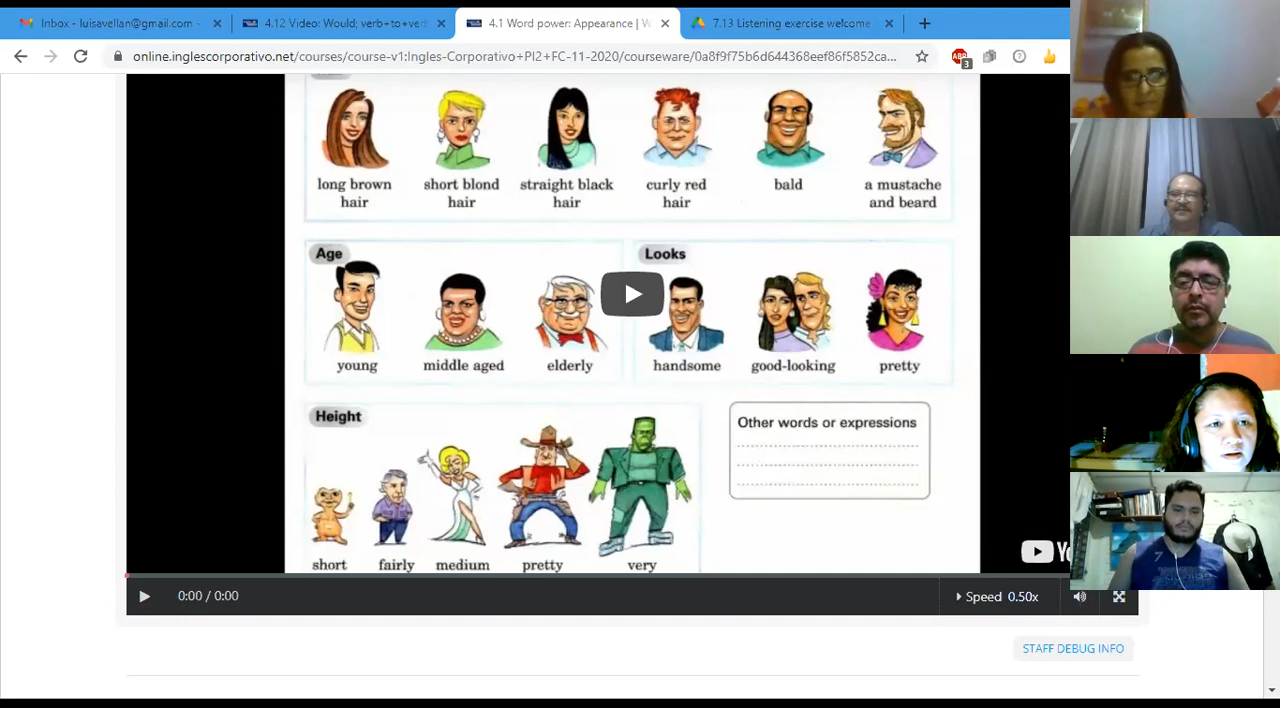 Inbox - luisavellan@gmail.com -
4.12 Video: Would; verb+to+verb
4.1 Word power: Appearance | W
7.13 Listening exercise welcome
online.inglescorporativo.net/courses/course-v1:Ingles-Corporativo+PI2+FC-11-2020/courseware/0a8f9f75b6d644368eef86f5852ca...
ABP
3
long brown hair
short blond hair
straight black hair
curly red hair
bald
a mustache and beard
Age
young
middle aged
elderly
Looks
handsome
good-looking
pretty
Height
short
fairly
medium
pretty
very
Other words or expressions
0:00 / 0:00
Speed 0.50x
STAFF DEBUG INFO